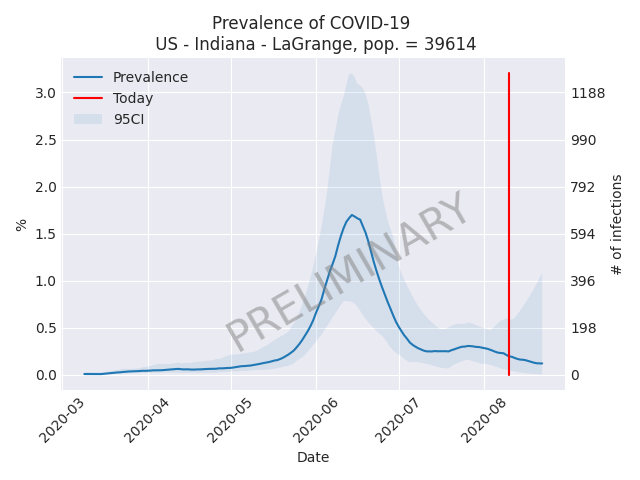 Prevalence of COVID-19
US - Indiana - LaGrange, pop. = 39614
Prevalence
Today
95CI
3.0
2.5
2.0
1.5
1.0
0.5
0.0
%
1188
990
792
594
396
198
0
# of infections
PRELIMINARY
2020-03
2020-04
2020-05
2020-06
2020-07
2020-08
Date